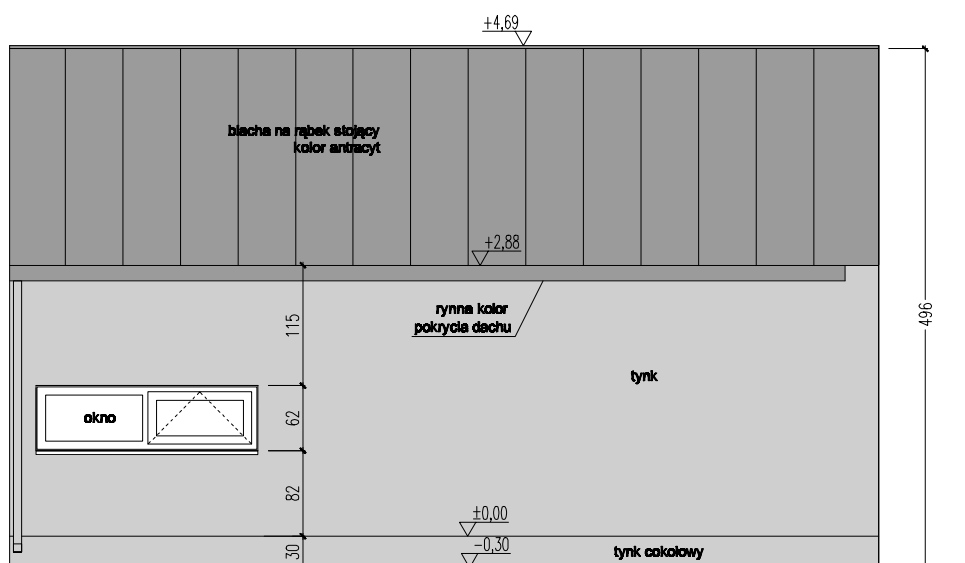 +4,69
blacha na rąbek stojący
kolor antracyt
+2,88
rynna kolor
pokrycia dachu
115
496
tynk
okno
62
82
±0,00
30
-0,30
tynk cokołowy